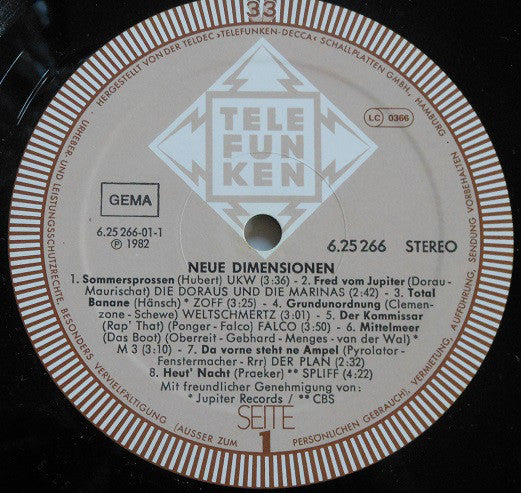 33
HERGESTELLT VON DER TELDEC »TELEFUNKEN-DECCA« SCHALLPLATTEN GMBH., HAMBURG -
URHEBER-UND LEISTUNGSSCHUTZRECHTE, BESONDERS VERVIELFÄLTIGUNG (AUSSER ZUM PERSÖNLICHEN GEBRAUCH), VERMIETUNG, AUFFÜHRUNG, SENDUNG VORBEHALTEN.
TELE
FUN
KEN
LC 0366
GEMA
6.25 266-01-1
Ⓟ 1982
6.25 266 STEREO
NEUE DIMENSIONEN
1. Sommersprossen (Hubert) UKW (3:36) - 2. Fred vom Jupiter (Dorau-
Maurischat) DIE DORAUS UND DIE MARINAS (2:42) - 3. Total
Banane (Hänsch)* ZOFF (3:25) - 4. Grundunordnung (Clemen-
zone - Schewe) WELTSCHMERTZ (3:01) - 5. Der Kommissar
(Rap' That) (Ponger - Falco) FALCO (3:50) - 6. Mittelmeer
(Das Boot) (Oberreit - Gebhard - Menges - van der Wal)*
M 3 (3:10) - 7. Da vorne steht ne Ampel (Pyrolator-
Fenstermacher - Rrr) DER PLAN (2:32)
8. Heut' Nacht (Praeker)** SPLIFF (4:22)
Mit freundlicher Genehmigung von:
* Jupiter Records / ** CBS
SEITE
1